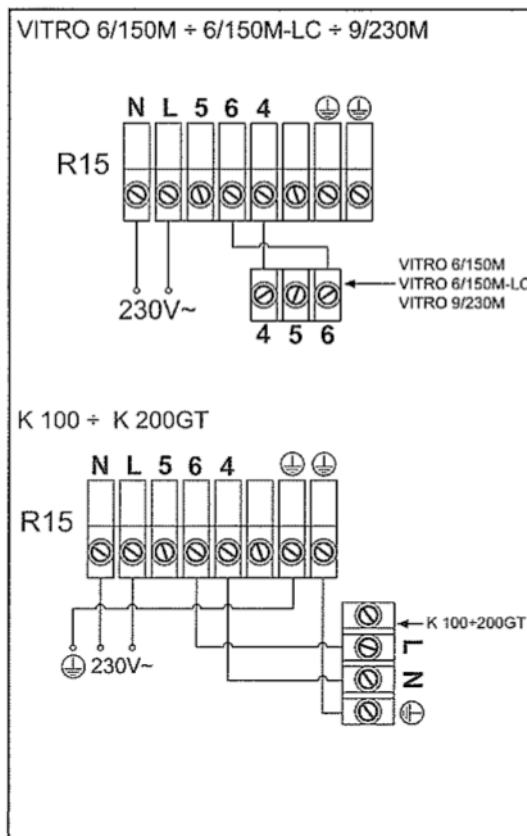 VITRO 6/150M ÷ 6/150M-LC ÷ 9/230M
N L 5 6 4
R15
230V~
VITRO 6/150M
VITRO 6/150M-LC
VITRO 9/230M
4 5 6
K 100 ÷ K 200GT
N L 5 6 4
R15
K 100÷200GT
L
N
230V~